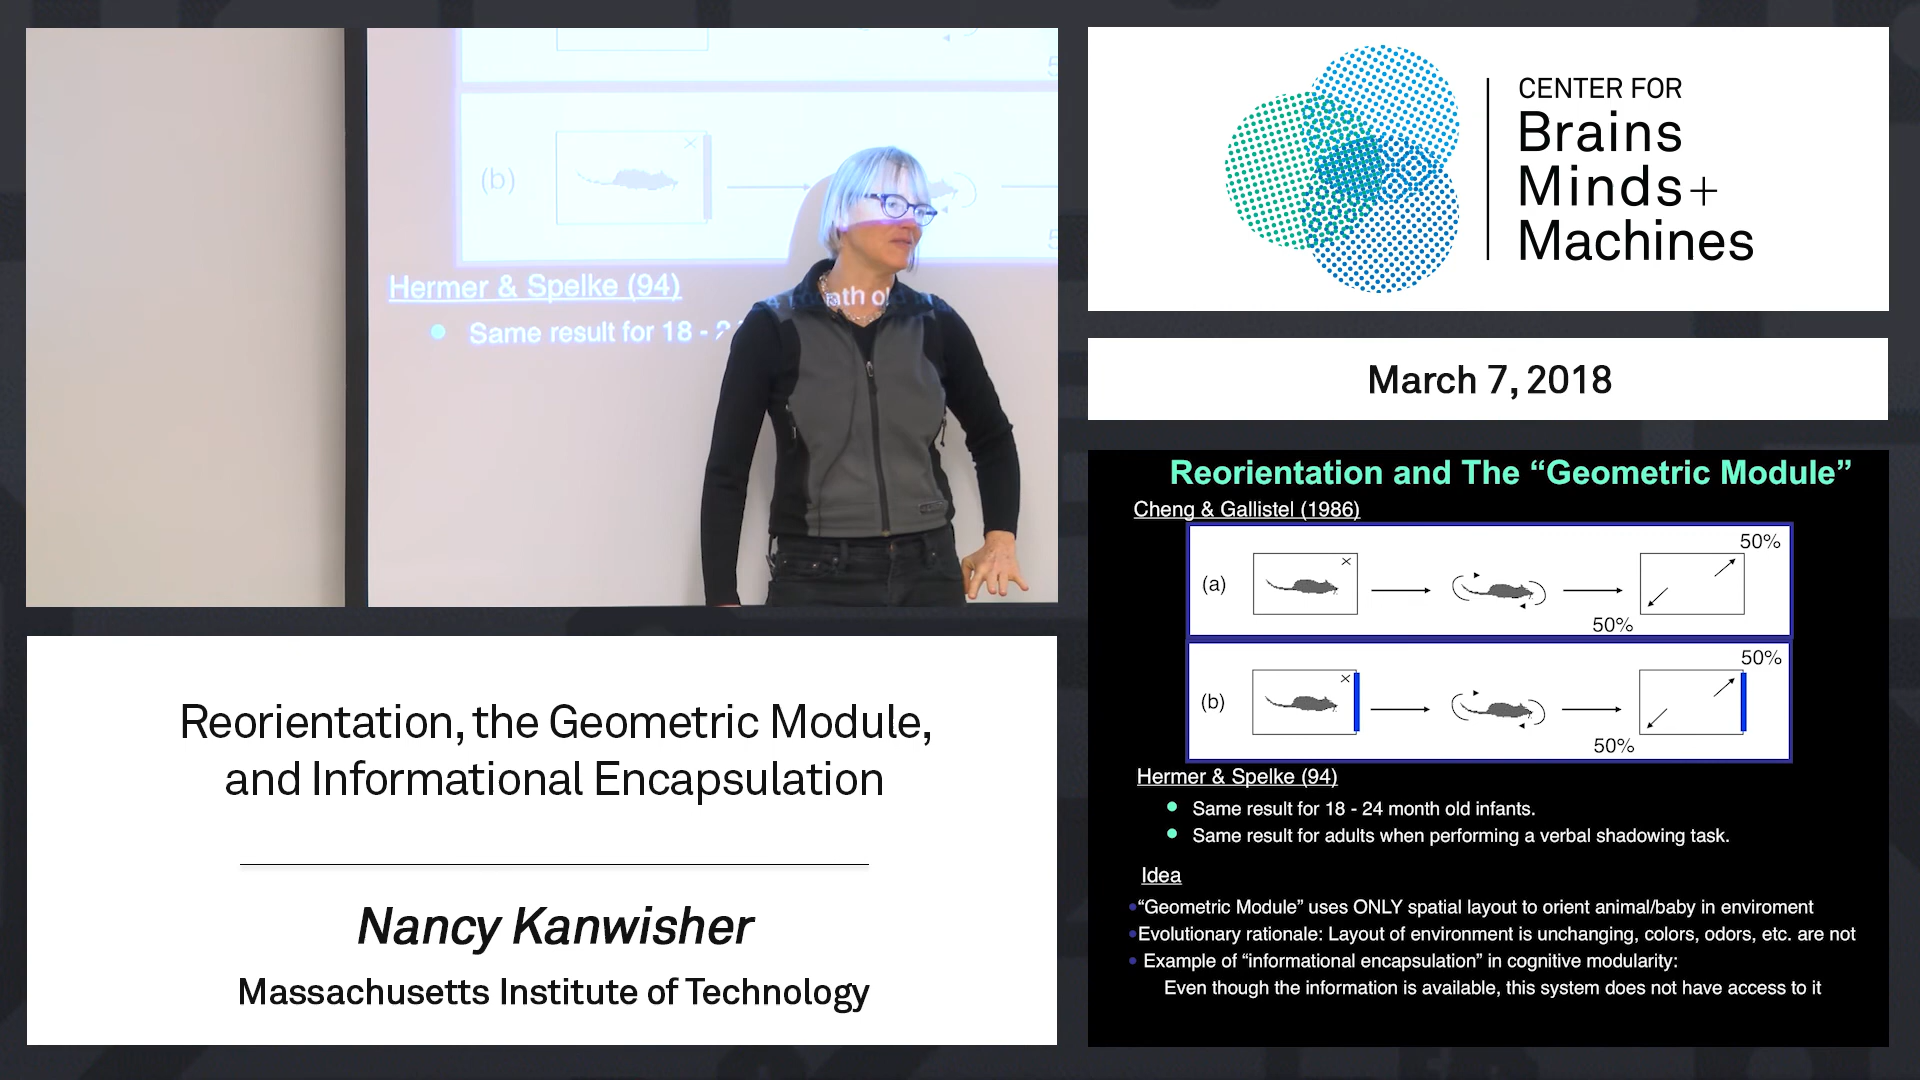 5
(b)
×
5
Hermer & Spelke (94)
nth ol
Same result for 18 - 2
CENTER FOR
Brains
Minds+
Machines
March 7, 2018
Reorientation and The “Geometric Module”
Cheng & Gallistel (1986)
50%
(a)
×
50%
50%
(b)
×
50%
Hermer & Spelke (94)
Same result for 18 - 24 month old infants.
Same result for adults when performing a verbal shadowing task.
Idea
“Geometric Module” uses ONLY spatial layout to orient animal/baby in enviroment
Evolutionary rationale: Layout of environment is unchanging, colors, odors, etc. are not
Example of “informational encapsulation” in cognitive modularity:
Even though the information is available, this system does not have access to it
Reorientation, the Geometric Module,
and Informational Encapsulation
Nancy Kanwisher
Massachusetts Institute of Technology